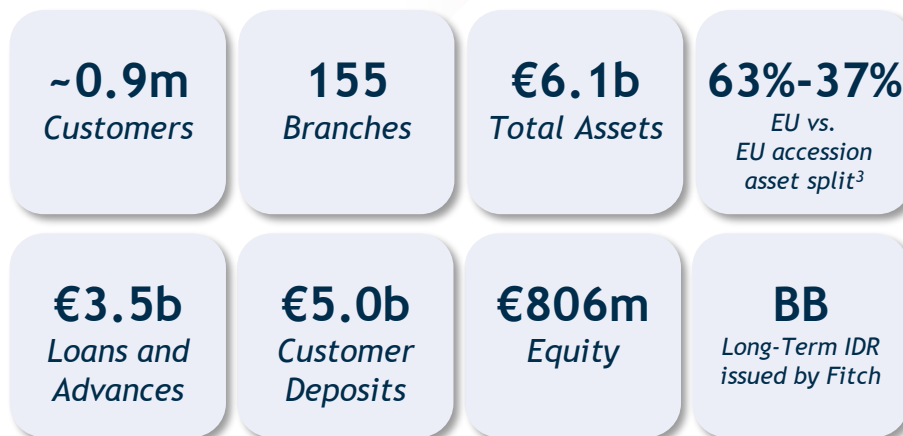 ~0.9m
Customers
155
Branches
€6.1b
Total Assets
63%-37%
EU vs.
EU accession
asset split³
€3.5b
Loans and
Advances
€5.0b
Customer
Deposits
€806m
Equity
BB
Long-Term IDR
issued by Fitch